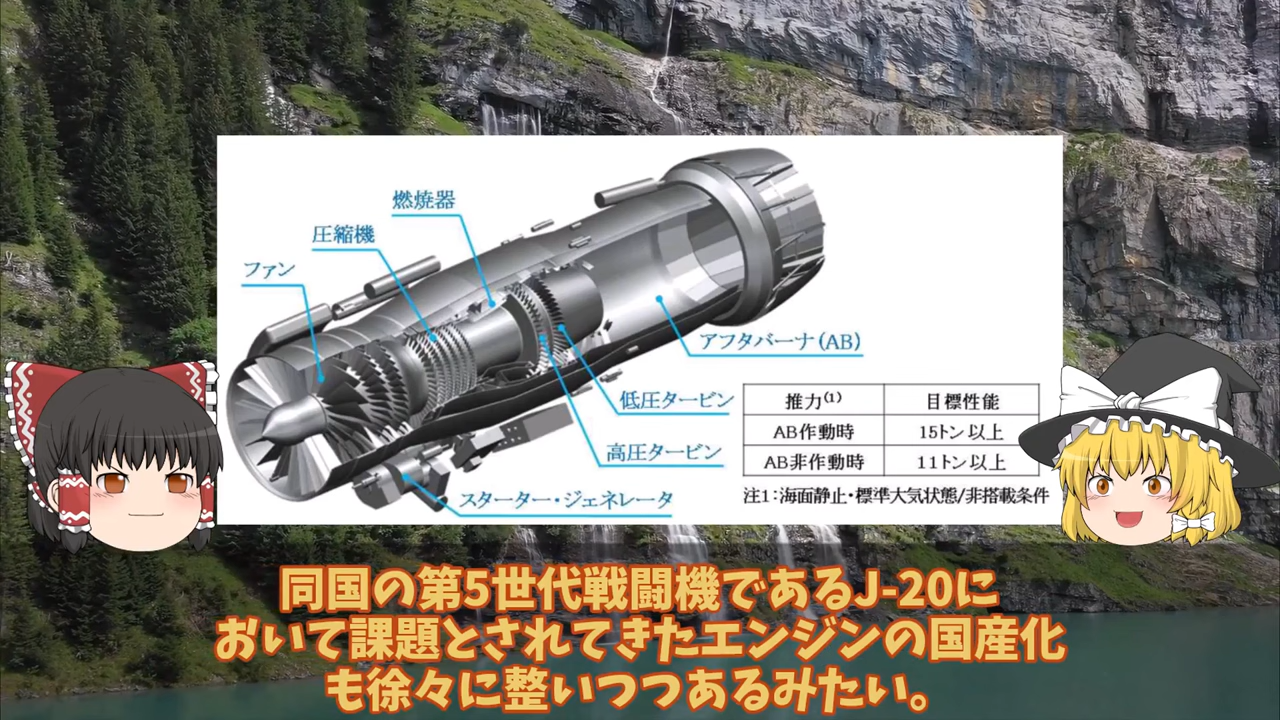 燃焼器
圧縮機
ファン
アフタバーナ(AB)
低圧タービン
高圧タービン
スターター・ジェネレータ
推力(1) 目標性能
AB作動時 15トン以上
AB非作動時 11トン以上
注1:海面静止・標準大気状態/非搭載条件
同国の第5世代戦闘機であるJ-20に
おいて課題とされてきたエンジンの国産化
も徐々に整いつつあるみたい。